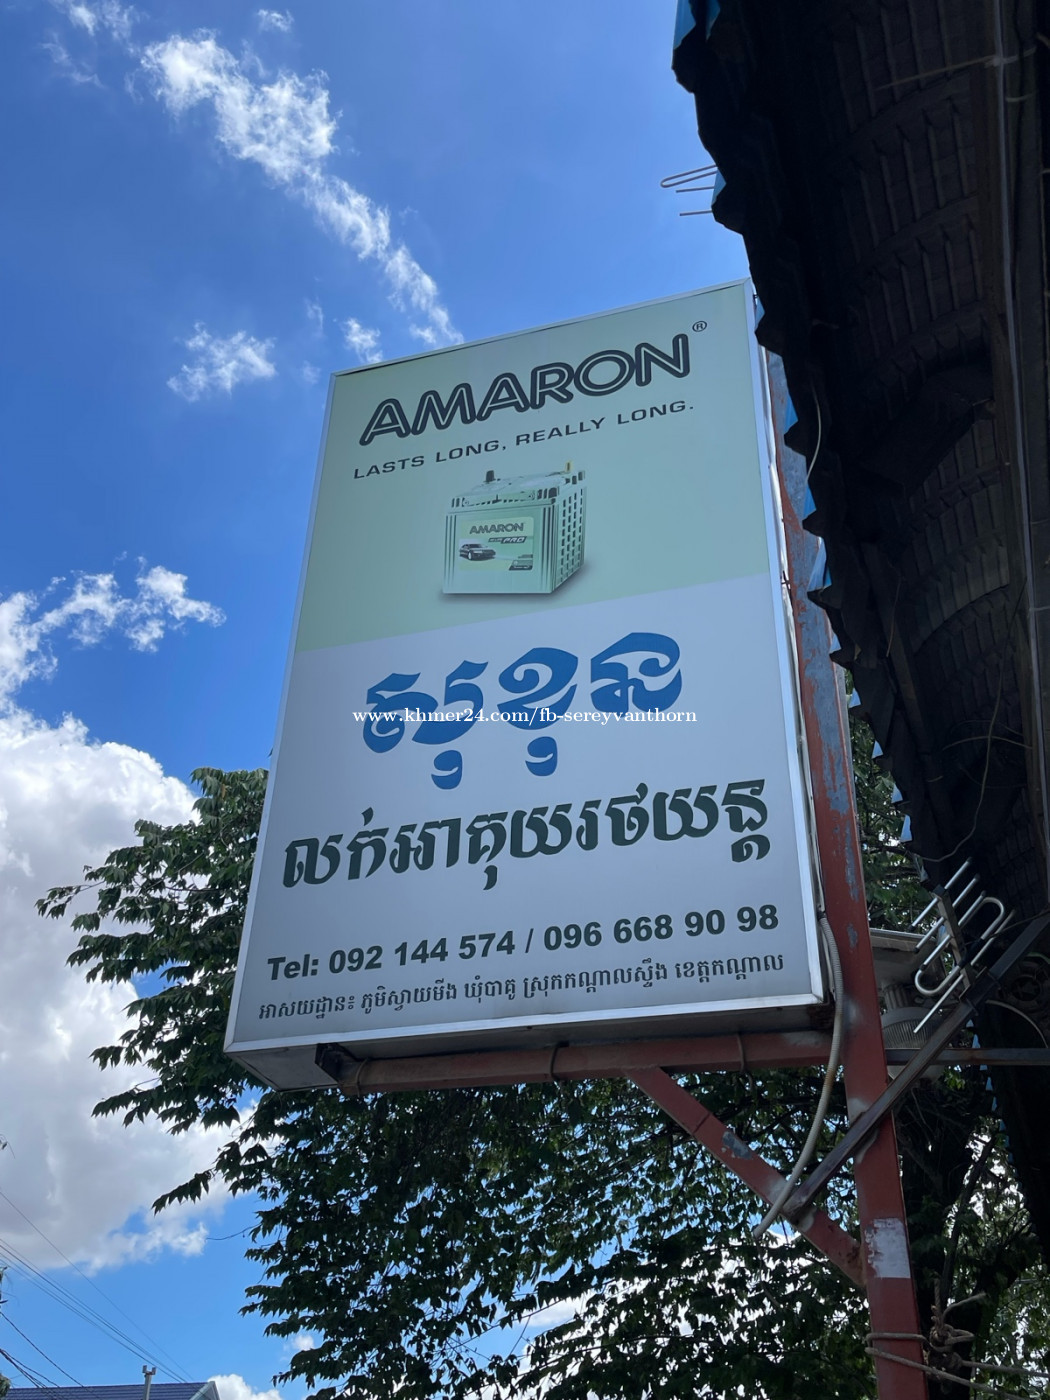 AMARON®
LASTS LONG, REALLY LONG.
AMARON
PRO
សុខុន
www.khmer24.com/fb-sereyvanthorn
លក់អាគុយរថយន្ត
Tel: 092 144 574 / 096 668 90 98
អាសយដ្ឋាន៖ ភូមិស្វាយមីង ឃុំបាគូ ស្រុកកណ្តាលស្ទឹង ខេត្តកណ្តាល